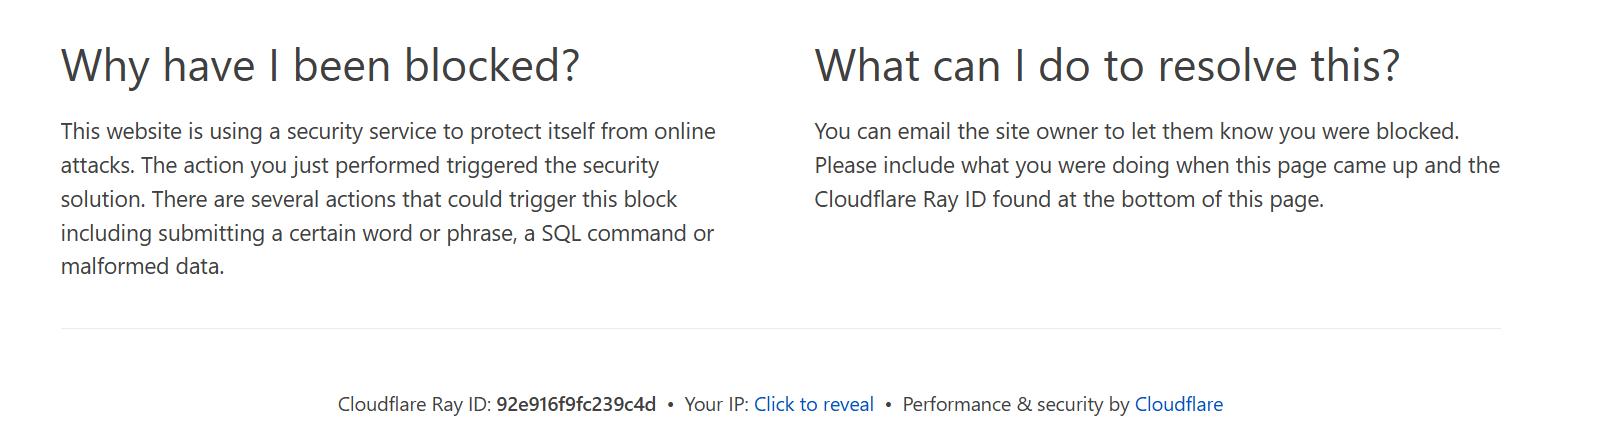 Why have I been blocked?
This website is using a security service to protect itself from online
attacks. The action you just performed triggered the security
solution. There are several actions that could trigger this block
including submitting a certain word or phrase, a SQL command or
malformed data.
What can I do to resolve this?
You can email the site owner to let them know you were blocked.
Please include what you were doing when this page came up and the
Cloudflare Ray ID found at the bottom of this page.
Cloudflare Ray ID: 92e916f9fc239c4d • Your IP: Click to reveal • Performance & security by Cloudflare